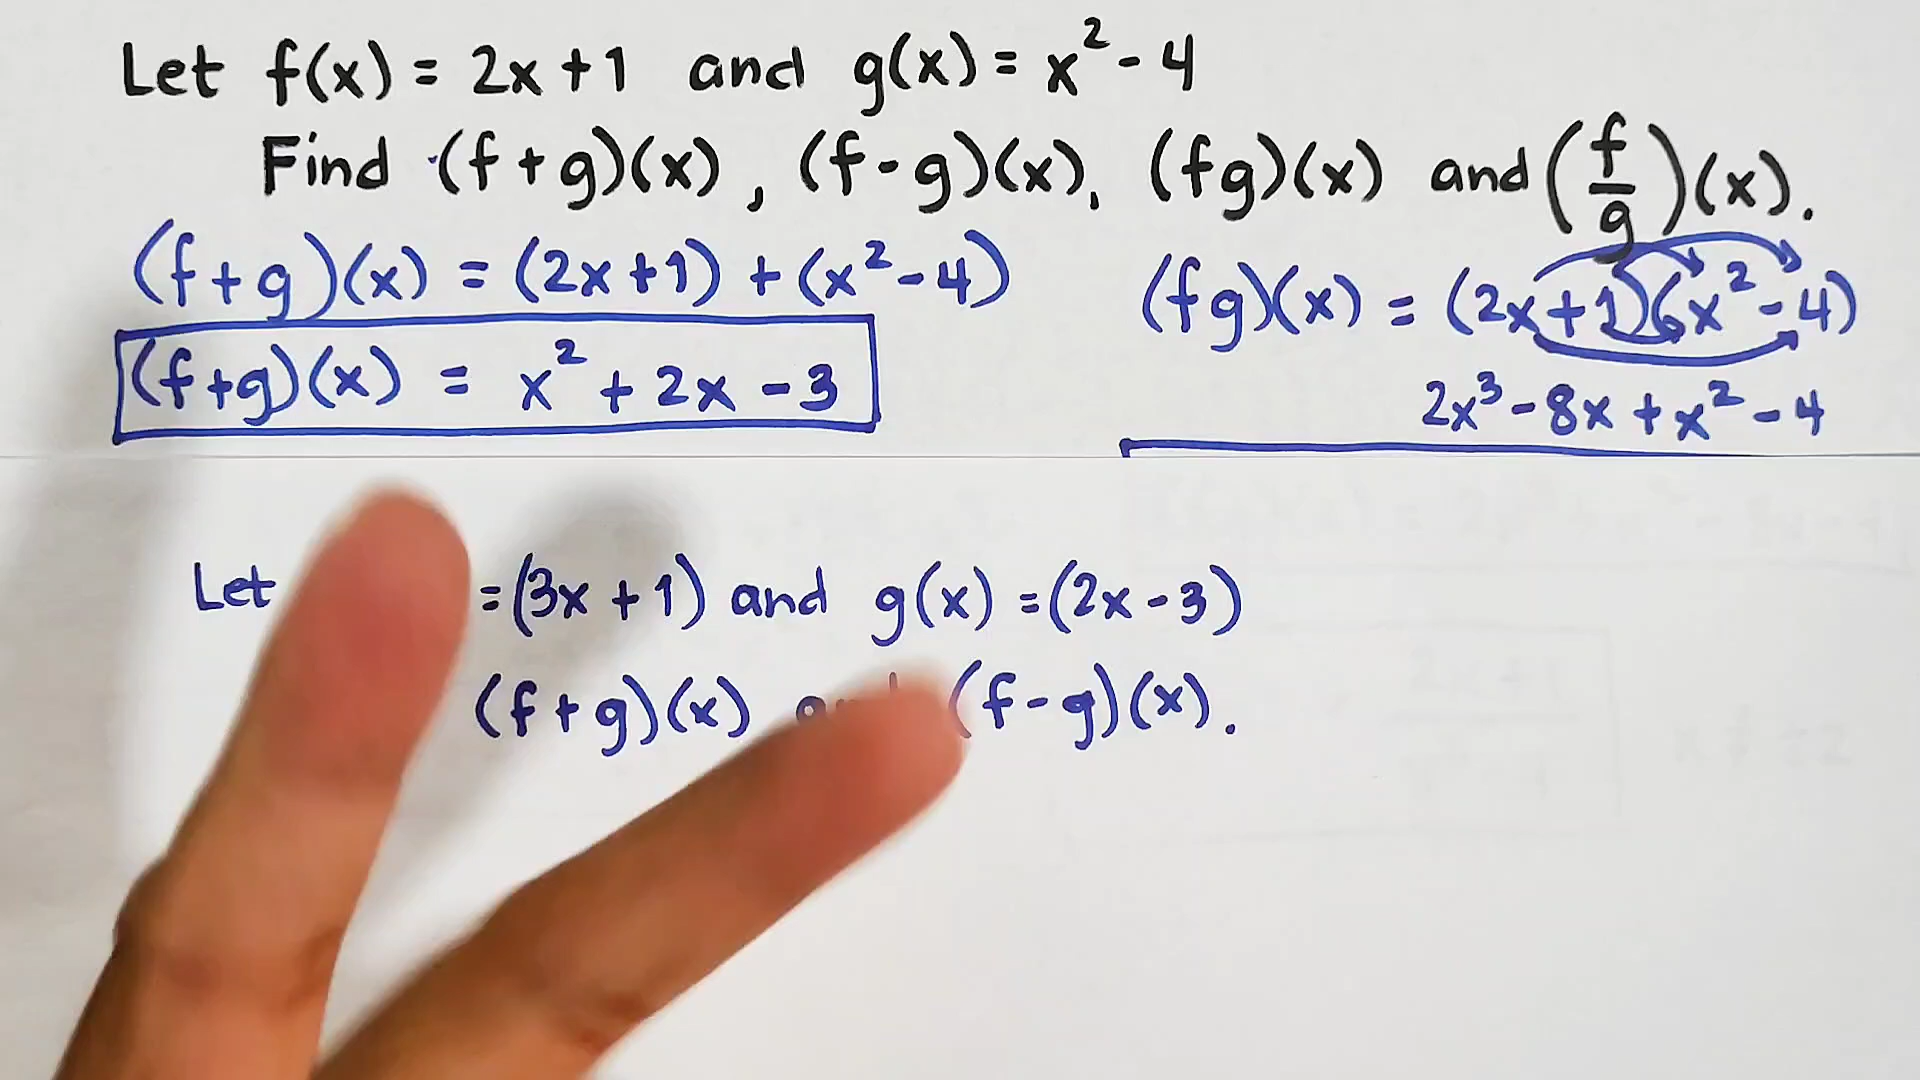 Let f(x) = 2x + 1 and g(x) = x² - 4
Find (f + g)(x), (f - g)(x), (fg)(x) and (f/g)(x).
(f + g)(x) = (2x + 1) + (x² - 4)
(f + g)(x) = x² + 2x - 3
(fg)(x) = (2x + 1)(x² - 4)
2x³ - 8x + x² - 4
Let = (3x + 1) and g(x) = (2x - 3)
(f + g)(x) (f - g)(x).